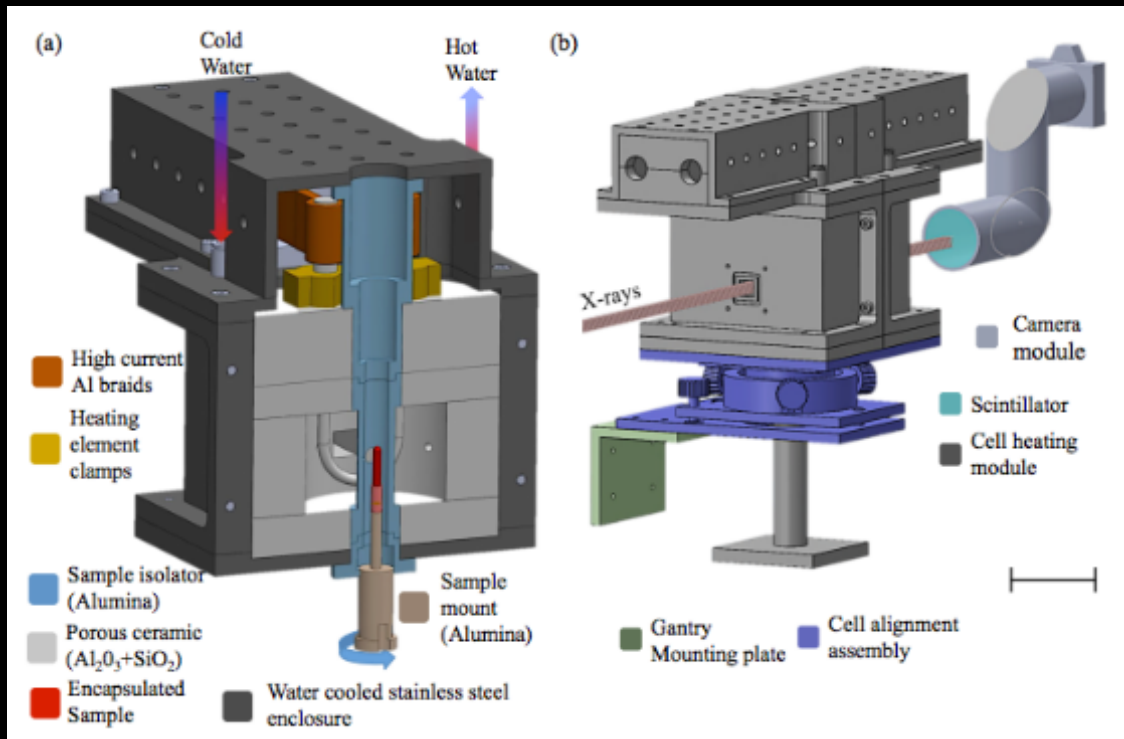 (a)
Cold
Water
Hot
Water
High current
Al braids
Heating
element
clamps
Sample isolator
(Alumina)
Porous ceramic
(Al₂0₃+SiO₂)
Encapsulated
Sample
Sample
mount
(Alumina)
Water cooled stainless steel
enclosure
(b)
X-rays
Camera
module
Scintillator
Cell heating
module
Gantry
Mounting plate
Cell alignment
assembly